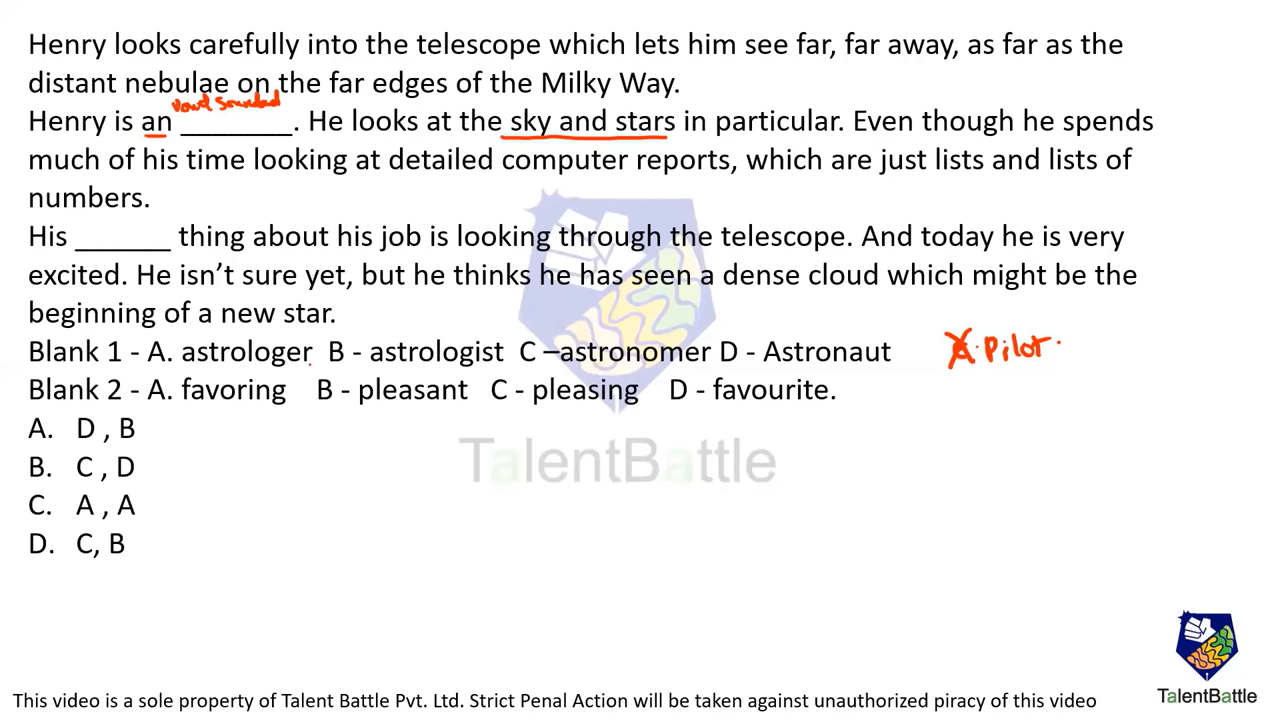 Henry looks carefully into the telescope which lets him see far, far away, as far as the
distant nebulae on the far edges of the Milky Way.
vowel sounded
Henry is an _______. He looks at the sky and stars in particular. Even though he spends
much of his time looking at detailed computer reports, which are just lists and lists of
numbers.
His ______ thing about his job is looking through the telescope. And today he is very
excited. He isn't sure yet, but he thinks he has seen a dense cloud which might be the
beginning of a new star.
Blank 1 - A. astrologer B - astrologist C –astronomer D - Astronaut Pilot
Blank 2 - A. favoring B - pleasant C - pleasing D - favourite.
A. D , B
B. C , D
C. A , A
D. C, B
TalentBattle
TalentBattle
This video is a sole property of Talent Battle Pvt. Ltd. Strict Penal Action will be taken against unauthorized piracy of this video